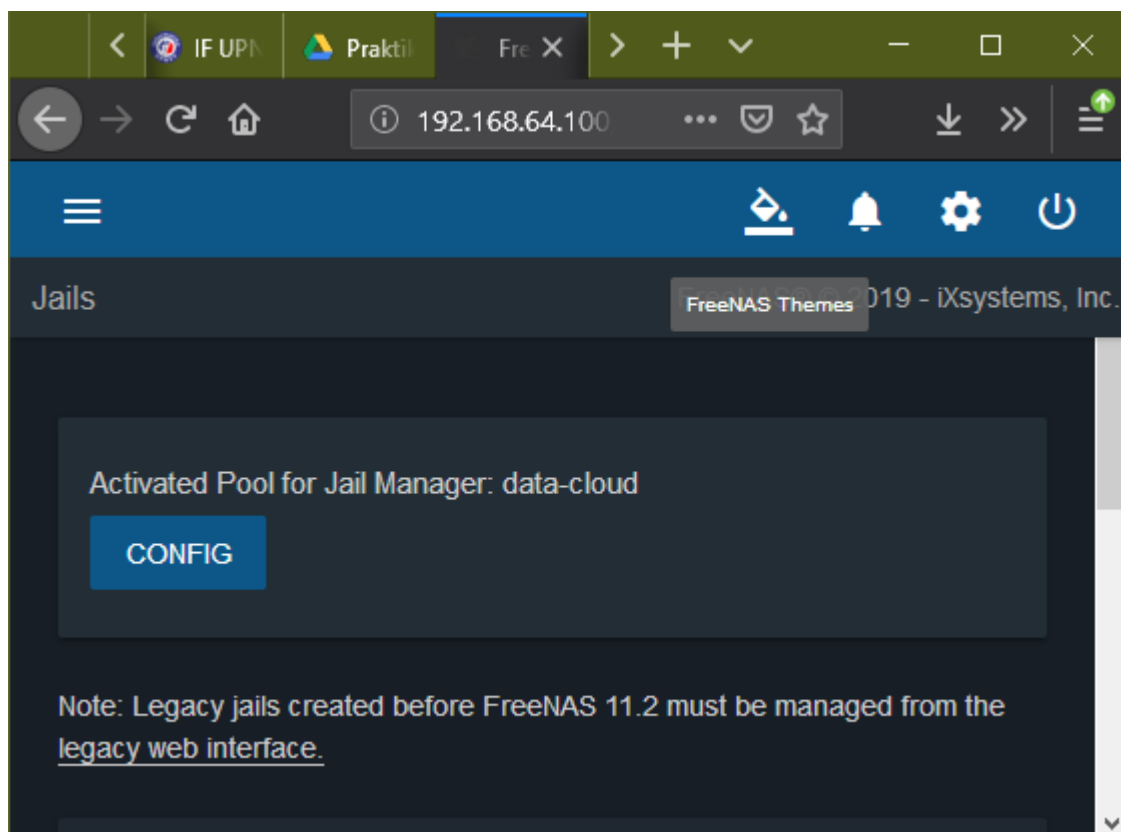 IF UPN
Praktik
Fre
192.168.64.100
Jails
2019 - iXsystems, Inc.
FreeNAS Themes
Activated Pool for Jail Manager: data-cloud
CONFIG
Note: Legacy jails created before FreeNAS 11.2 must be managed from the
legacy web interface.